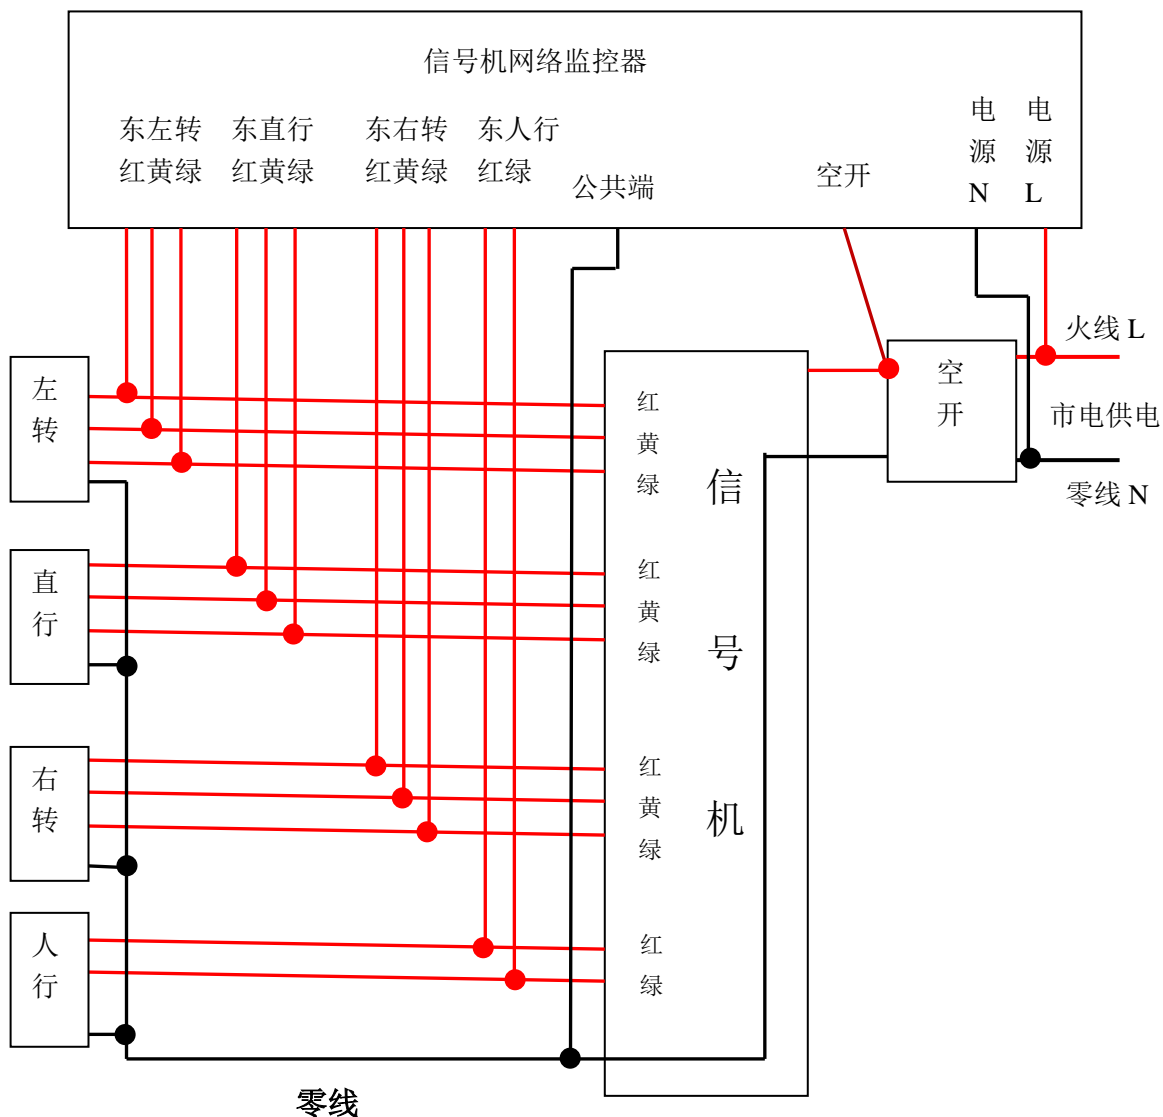 信号机网络监控器
东左转 东直行 东右转 东人行
红黄绿 红黄绿 红黄绿 红绿
公共端
空开
电源N
电源L
火线 L
市电供电
零线 N
空开
左转
直行
右转
人行
红
黄
绿
红
黄
绿
红
黄
绿
红
绿
信号机
零线